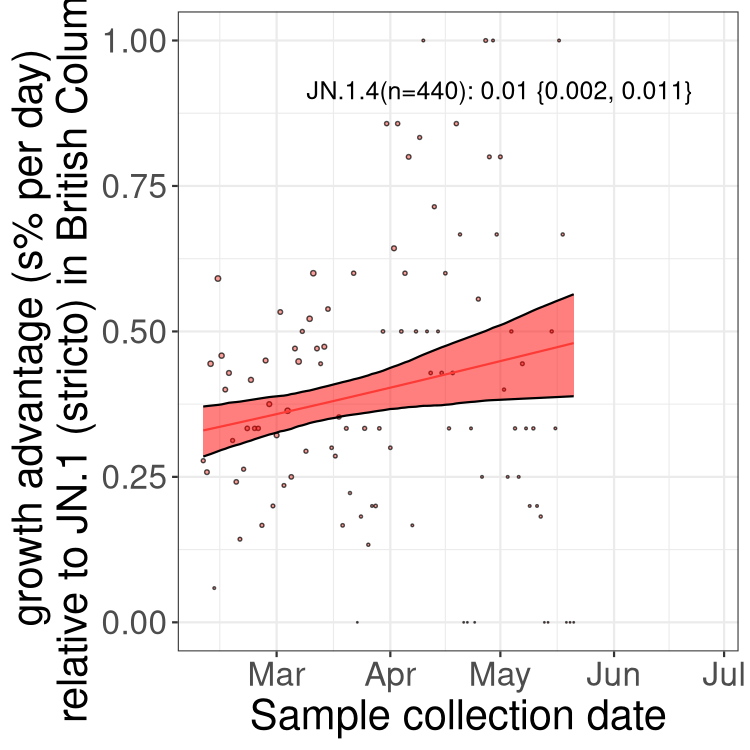 growth advantage (s% per day)
relative to JN.1 (stricto) in British Colum
1.00
0.75
0.50
0.25
0.00
JN.1.4(n=440): 0.01 {0.002, 0.011}
Mar Apr May Jun Jul
Sample collection date